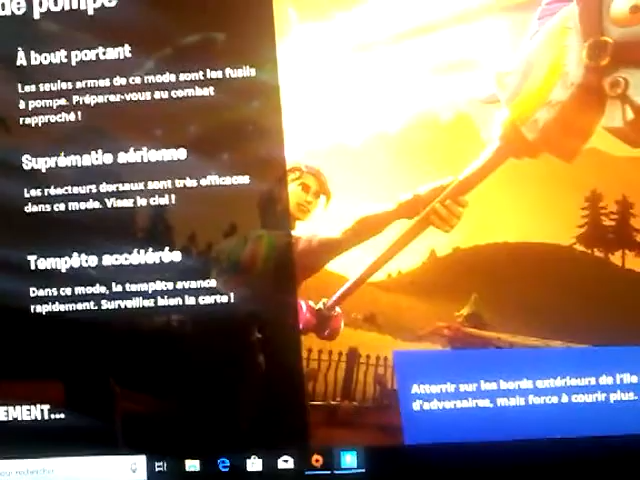 de pompe
À bout portant
Les seules armes de ce mode sont les fusils
à pompe. Préparez-vous au combat
rapproché !
Suprématie aérienne
Les réacteurs dorsaux sont très efficaces
dans ce mode. Visez le ciel !
Tempête accélérée
Dans ce mode, la tempête avance
rapidement. Surveillez bien la carte !
Atterrir sur les bords extérieurs de l'île
d'adversaires, mais force à courir plus.
EMENT...